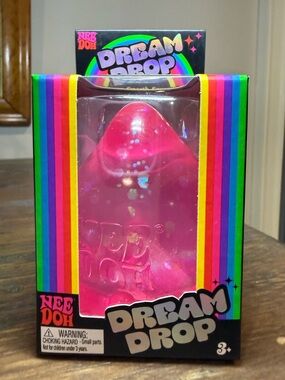 NEE
DOH
DREAM
DROP
NEE
DOH
NEE
DOH
DREAM
DROP
⚠ WARNING:
CHOKING HAZARD - Small parts.
Not for children under 3 years.
3+